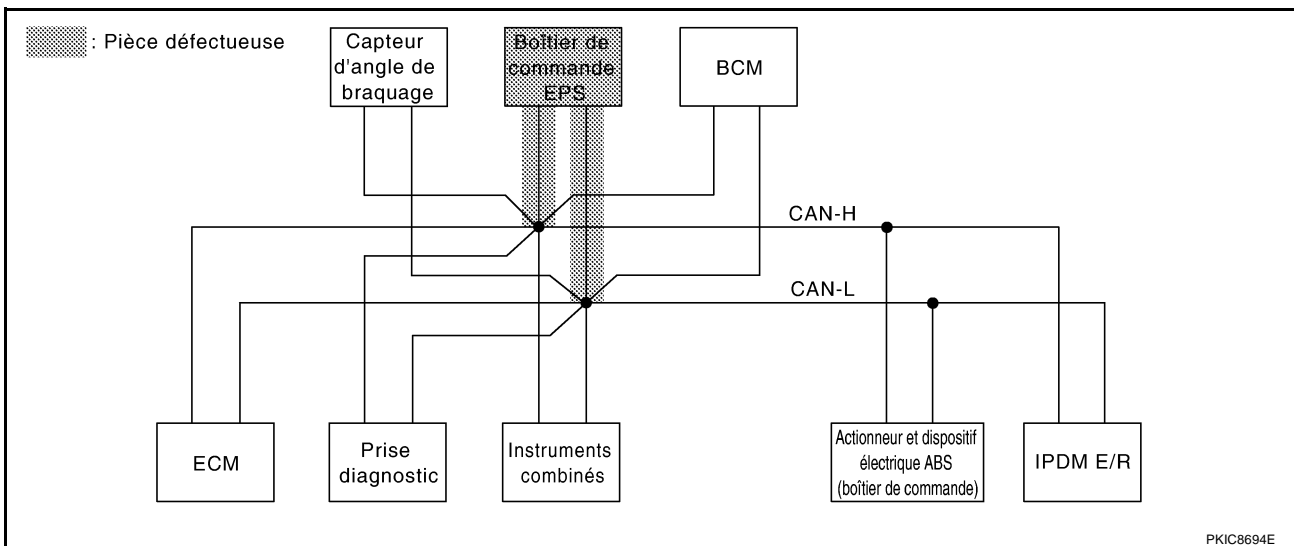 : Pièce défectueuse
Capteur
d'angle de
braquage
Boîtier de
commande
EPS
BCM
CAN-H
CAN-L
ECM
Prise
diagnostic
Instruments
combinés
Actionneur et dispositif
électrique ABS
(boîtier de commande)
IPDM E/R
PKIC8694E